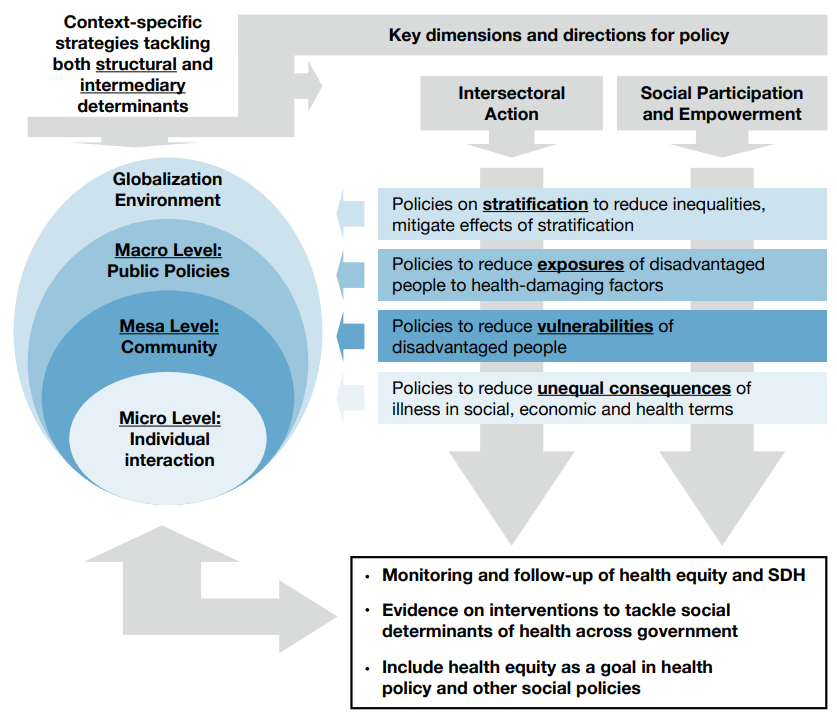 Context-specific
strategies tackling
both structural and
intermediary
determinants
Key dimensions and directions for policy
Intersectoral
Action
Social Participation
and Empowerment
Globalization
Environment
Macro Level:
Public Policies
Mesa Level:
Community
Micro Level:
Individual
interaction
Policies on stratification to reduce inequalities,
mitigate effects of stratification
Policies to reduce exposures of disadvantaged
people to health-damaging factors
Policies to reduce vulnerabilities of
disadvantaged people
Policies to reduce unequal consequences of
illness in social, economic and health terms
• Monitoring and follow-up of health equity and SDH
• Evidence on interventions to tackle social
determinants of health across government
• Include health equity as a goal in health
policy and other social policies